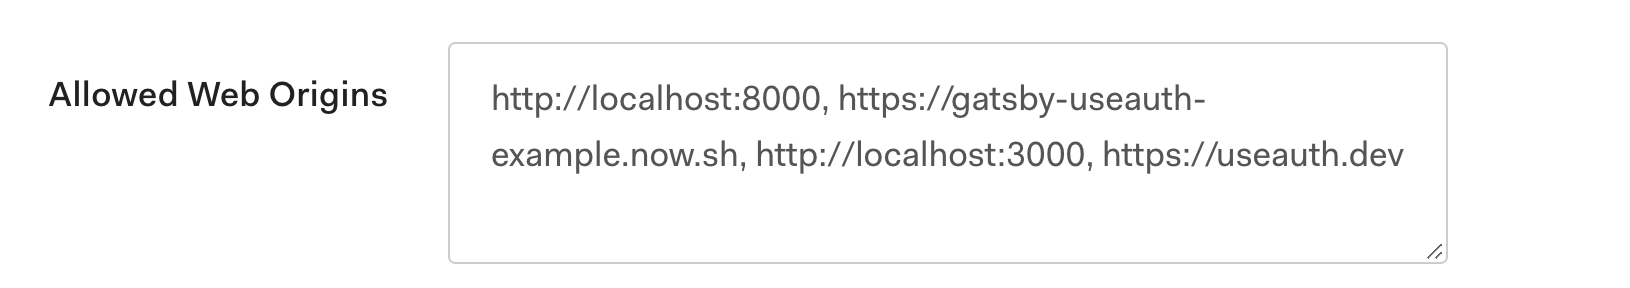 Allowed Web Origins
http://localhost:8000, https://gatsby-useauth-
example.now.sh, http://localhost:3000, https://useauth.dev